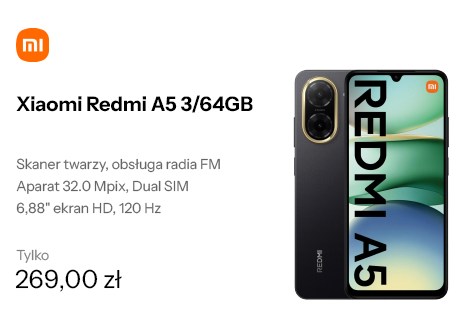 Xiaomi Redmi A5 3/64GB
Skaner twarzy, obsługa radia FM
Aparat 32.0 Mpix, Dual SIM
6,88" ekran HD, 120 Hz
Tylko
269,00 zł
REDMI
REDMI A5